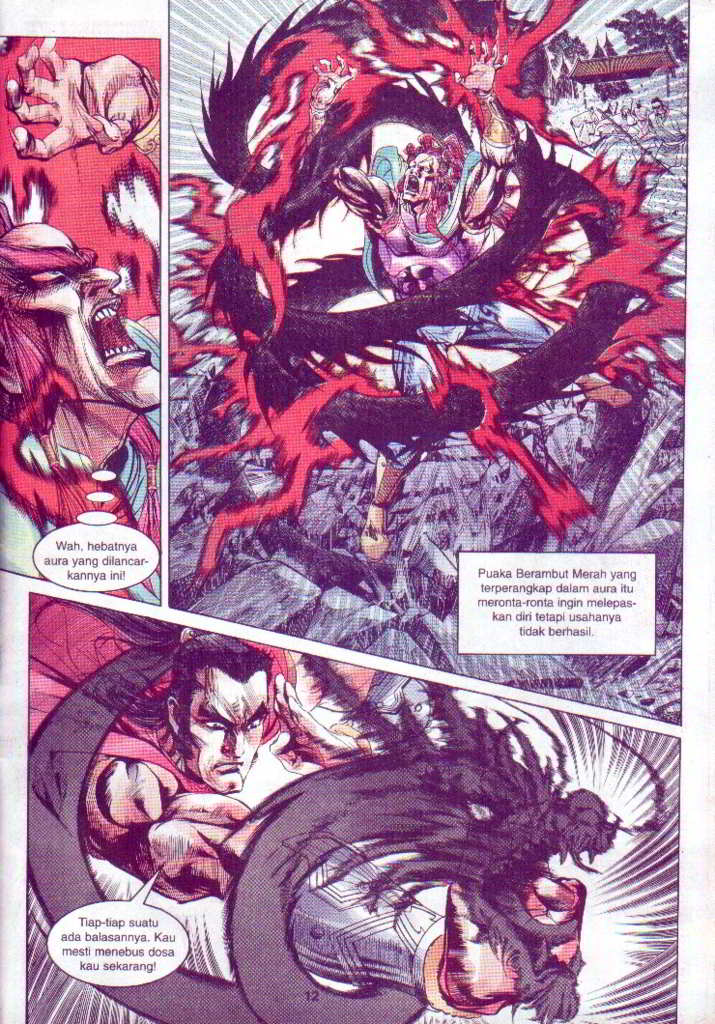 Wah, hebatnya
aura yang dilancar-
kannya ini!
Puaka Berambut Merah yang
terperangkap dalam aura itu
meronta-ronta ingin melepas-
kan diri tetapi usahanya
tidak berhasil.
Tiap-tiap suatu
ada balasannya. Kau
mesti menebus dosa
kau sekarang!
12